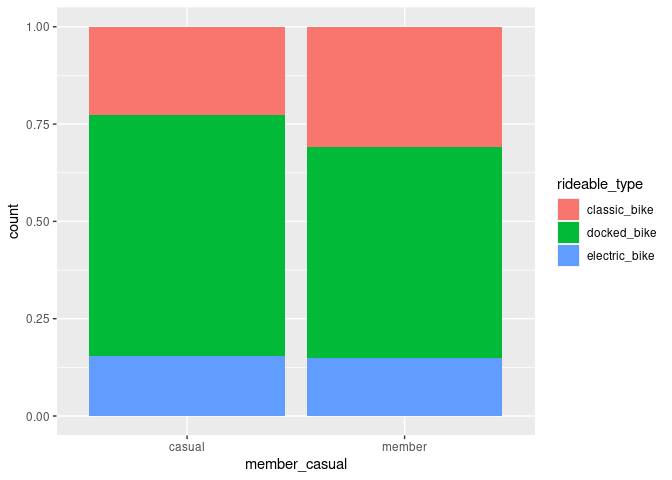 1.00
0.75
0.50
0.25
0.00
count
casual
member
member_casual
rideable_type
classic_bike
docked_bike
electric_bike